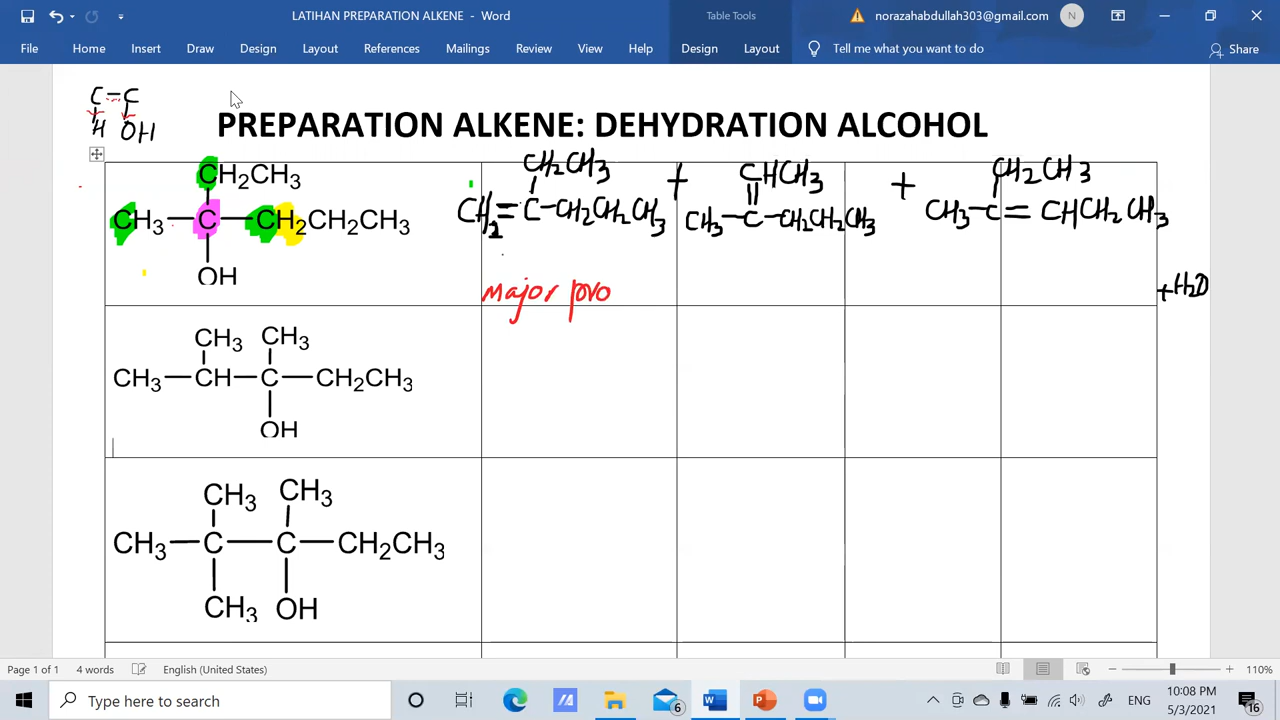 LATIHAN PREPARATION ALKENE - Word
Table Tools
norazahabdullah303@gmail.com
N
File Home Insert Draw Design Layout References Mailings Review View Help Design Layout Tell me what you want to do Share
C=C
H OH
PREPARATION ALKENE: DEHYDRATION ALCOHOL
CH2CH3
CH3 C CH2CH2CH3
OH
CH2CH3
CH2=C-CH2CH2CH3
+
CHCH3
CH3-C-CH2CH2CH3
+
CH2CH3
CH3-C=CHCH2CH3
+H2O
major pro
CH3 CH3
CH3 CH C CH2CH3
OH
CH3 CH3
CH3 C C CH2CH3
CH3 OH
Page 1 of 1 4 words English (United States) 110%
Type here to search
6
ENG
10:08 PM
5/3/2021
16